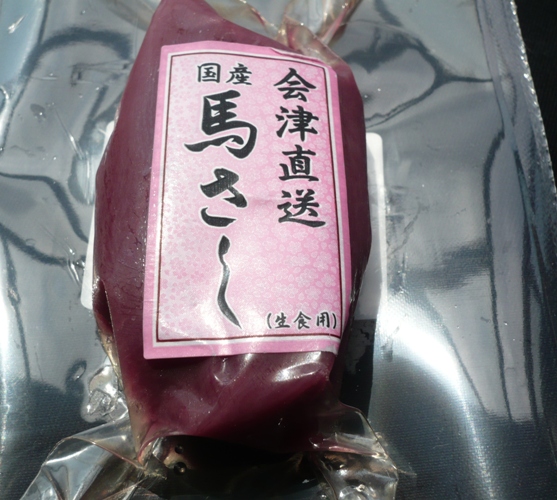 会津直送
国産
馬さし
(生食用)